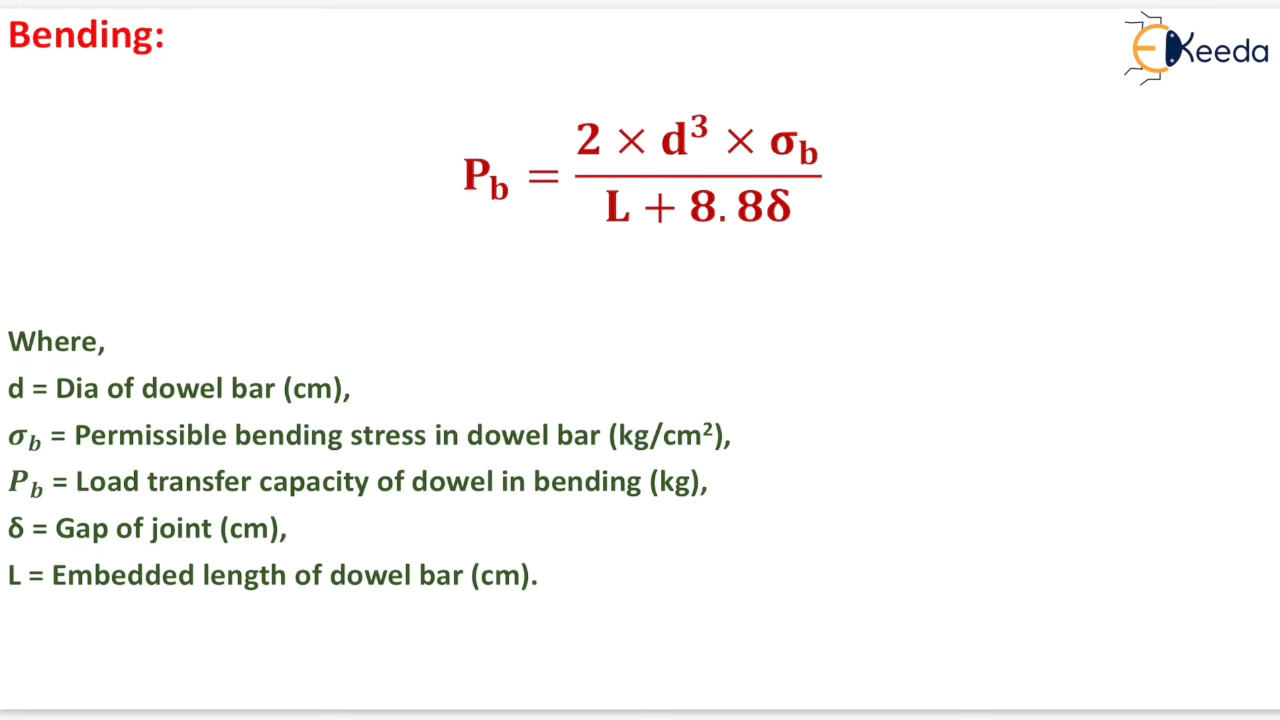 Bending:
EKeeda
P_b = (2 × d³ × σ_b) / (L + 8.8δ)
Where,
d = Dia of dowel bar (cm),
σ_b = Permissible bending stress in dowel bar (kg/cm²),
P_b = Load transfer capacity of dowel in bending (kg),
δ = Gap of joint (cm),
L = Embedded length of dowel bar (cm).